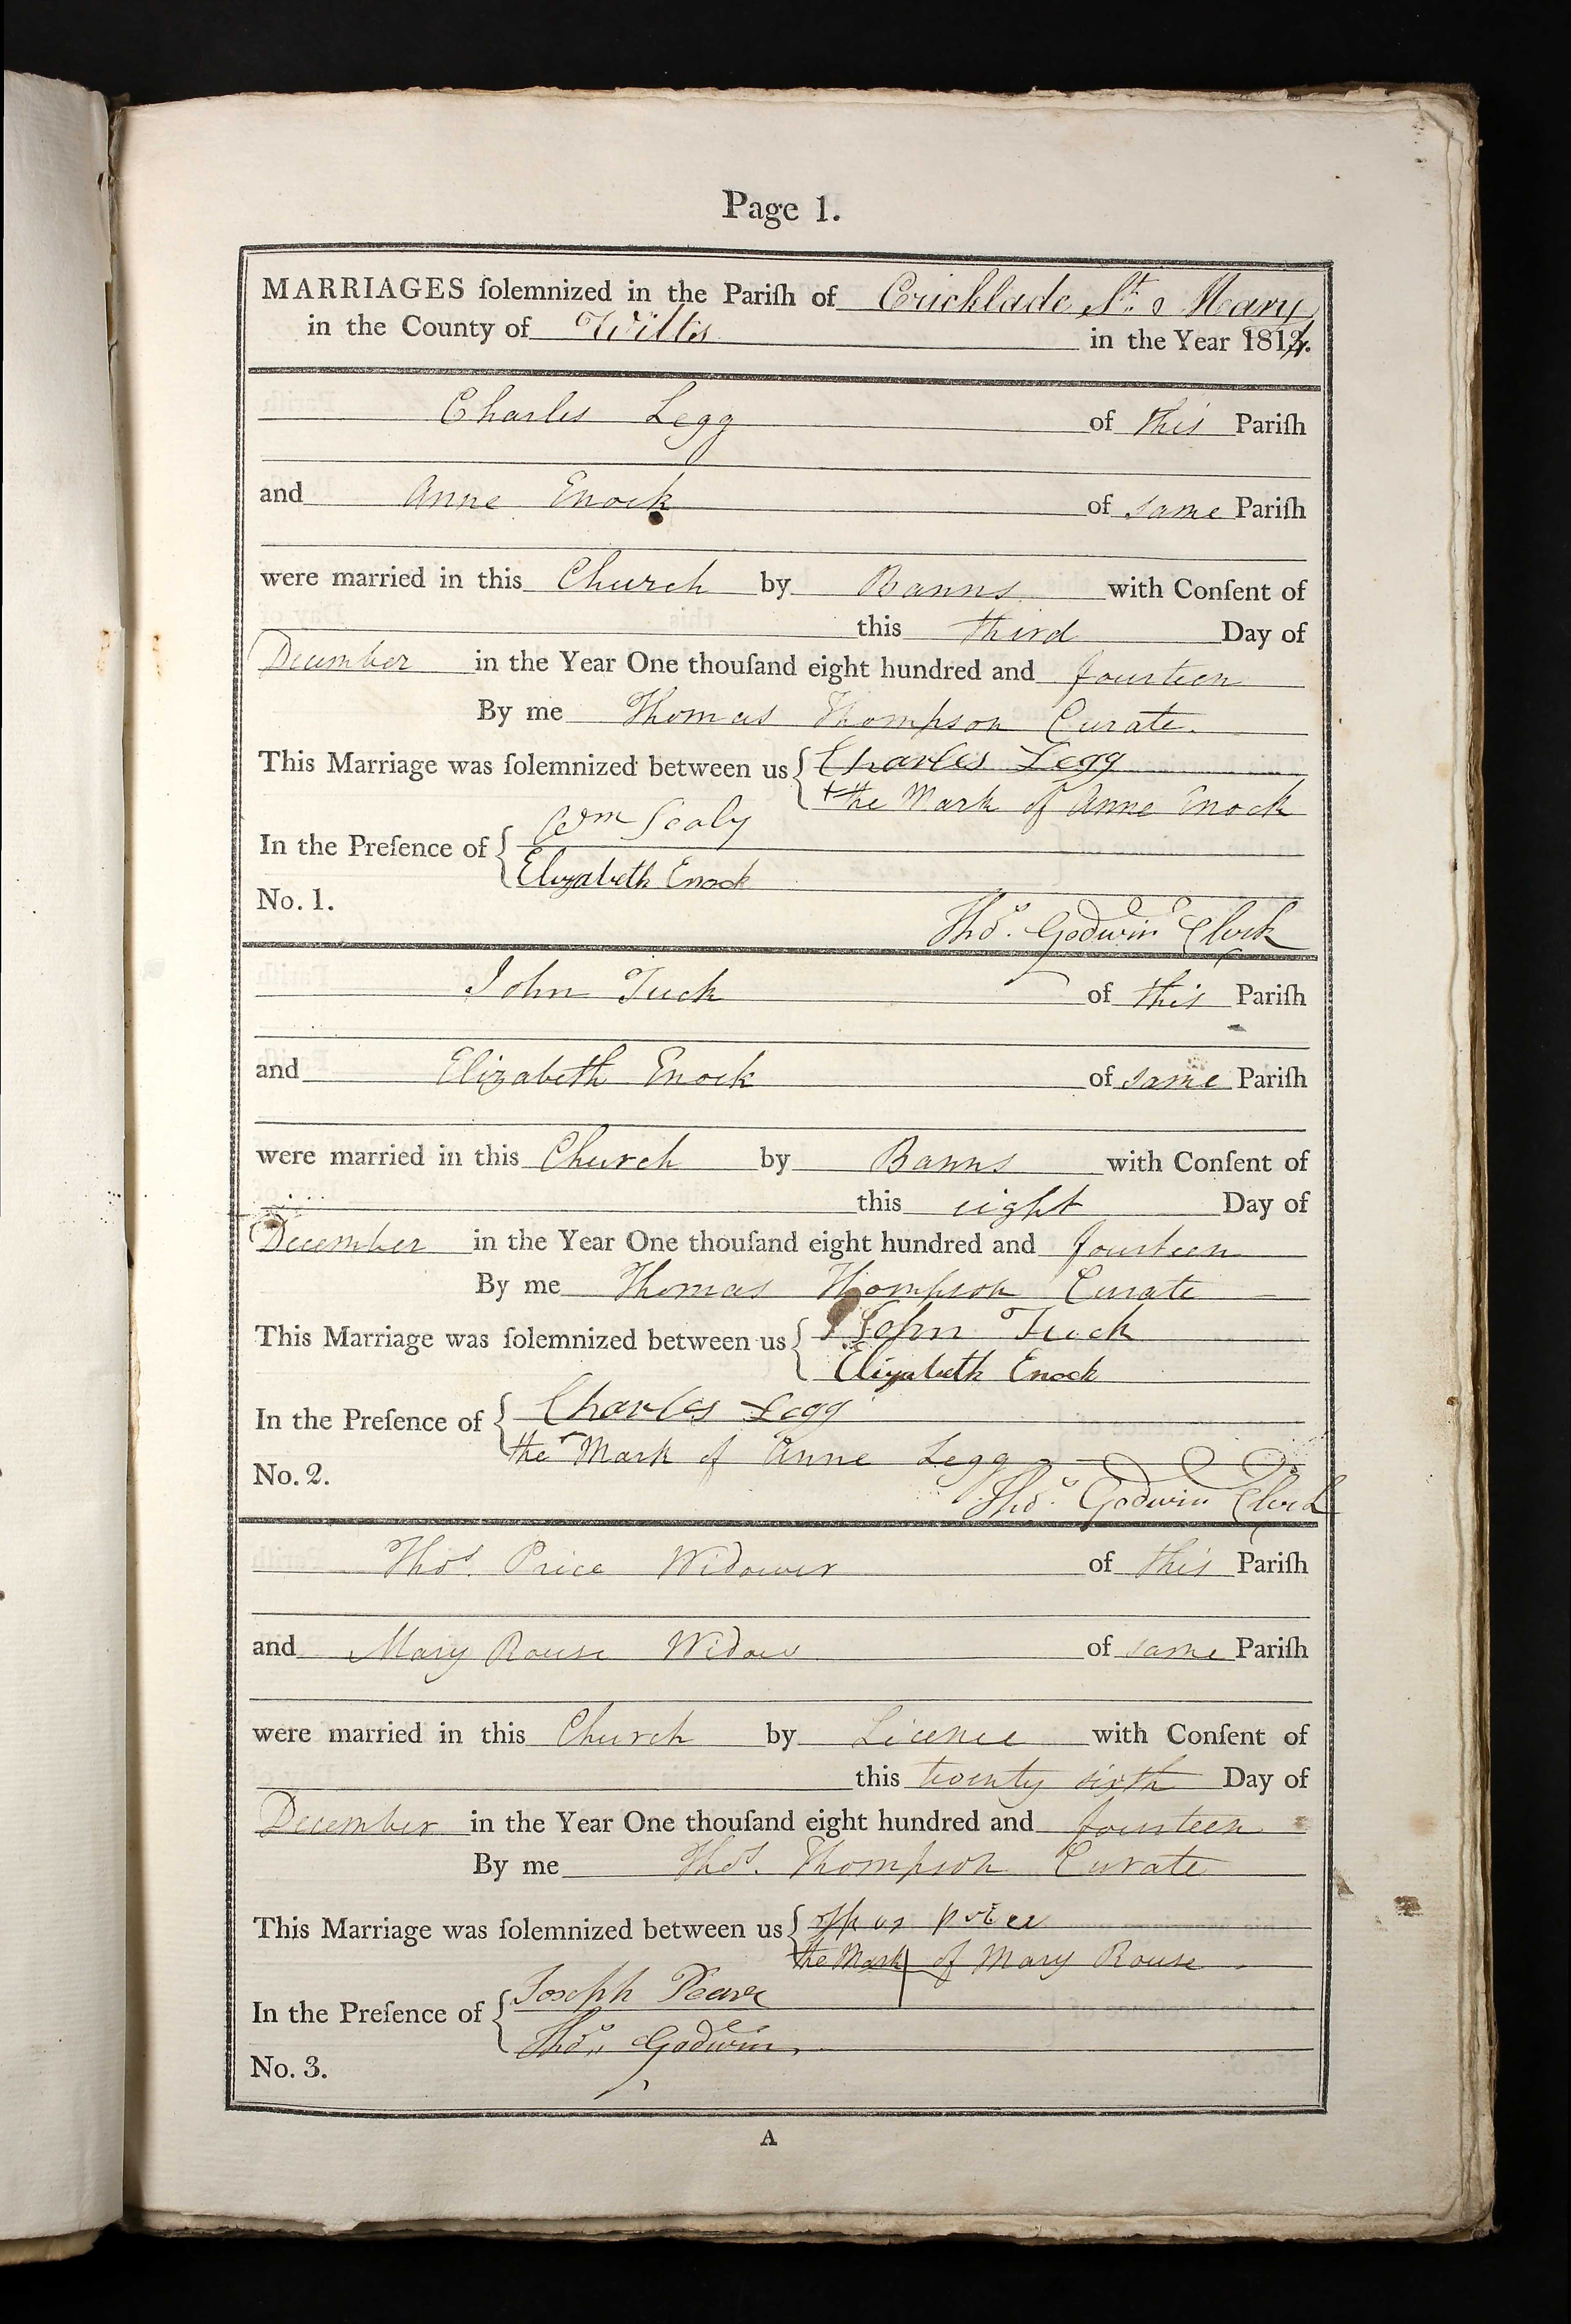 Page 1.
MARRIAGES ſolemnized in the Pariſh of Cricklade St. Mary
in the County of Wilts in the Year 1814.
Charles Legg of this Pariſh
and Anne Enock of same Pariſh
were married in this Church by Banns with Conſent of
this third Day of
December in the Year One thouſand eight hundred and fourteen
By me Thomas Thompson Curate.
This Marriage was ſolemnized between us { Charles Legg
+ the Mark of Anne Enock
In the Preſence of { Wm Sealy
Elizabeth Enock
No. 1.
Thos. Godwin Clerk
John Tuck of this Pariſh
and Elizabeth Enock of same Pariſh
were married in this Church by Banns with Conſent of
this eight Day of
December in the Year One thouſand eight hundred and fourteen
By me Thomas Thompson Curate
This Marriage was ſolemnized between us { John Tuck
Elizabeth Enock
In the Preſence of { Charles Legg
the + Mark of Anne Legg
No. 2.
Thos. Godwin Clerk
Thos. Price Widower of this Pariſh
and Mary Rouse Widow of same Pariſh
were married in this Church by Licence with Conſent of
this twenty sixth Day of
December in the Year One thouſand eight hundred and fourteen
By me Thos. Thompson Curate
This Marriage was ſolemnized between us { price
the Mark | of Mary Rouse.
In the Preſence of { Joseph
Thos. Godwin
No. 3.
A